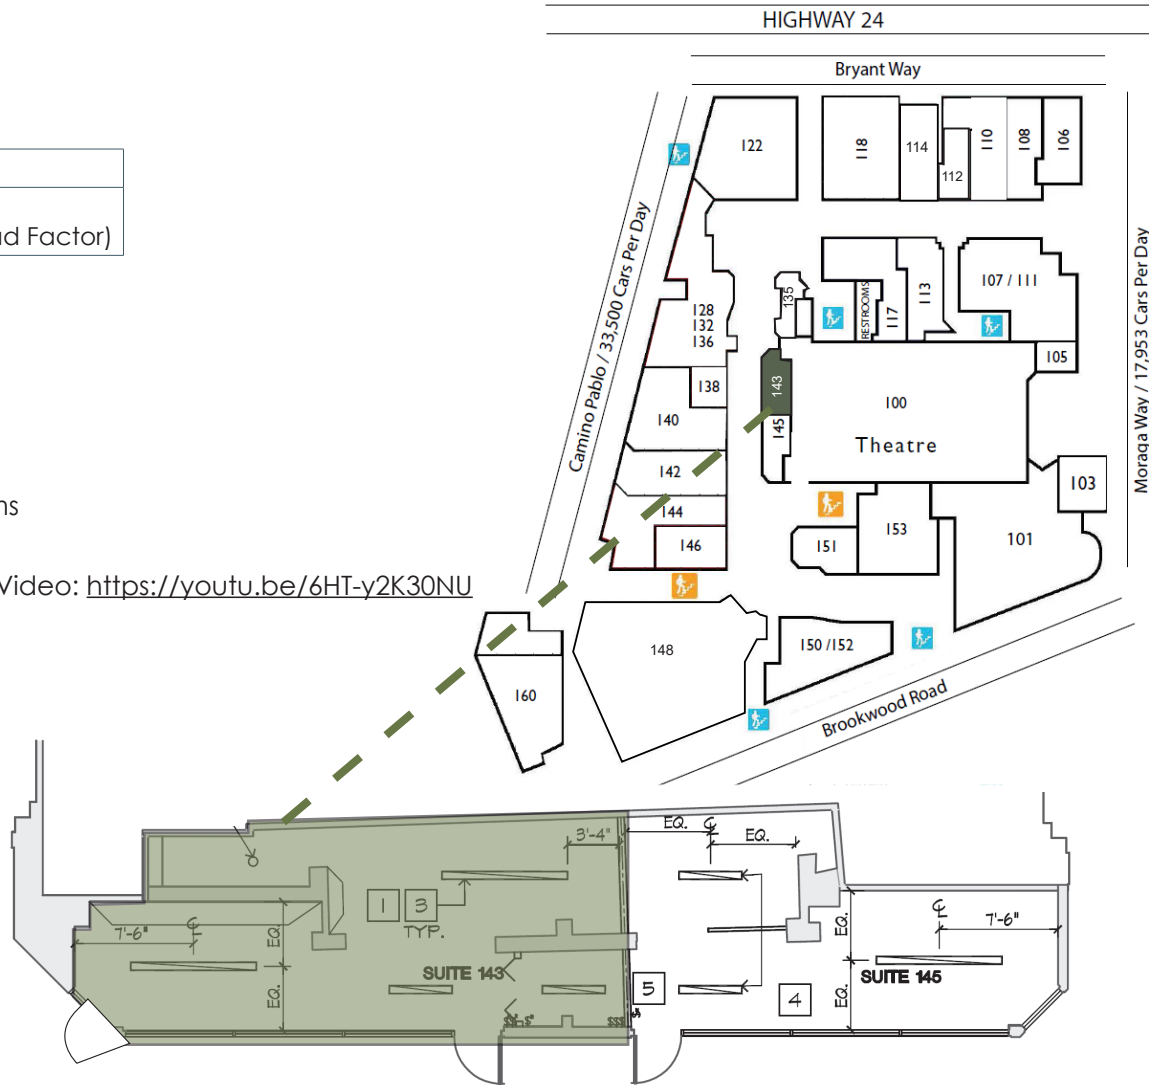 HIGHWAY 24
Bryant Way
122
118
114
112
110
108
106
ad Factor)
Camino Pablo / 33,500 Cars Per Day
Moraga Way / 17,953 Cars Per Day
128
132
136
135
RESTROOMS
117
113
107 / 111
105
138
143
100
Theatre
140
145
142
144
146
103
153
151
101
ns
Video: https://youtu.be/6HT-y2K30NU
148
150 /152
160
Brookwood Road
3'-4"
EQ.
EQ.
1
3
TYP.
7'-6"
EQ.
EQ.
SUITE 143
5
4
EQ.
EQ.
7'-6"
SUITE 145